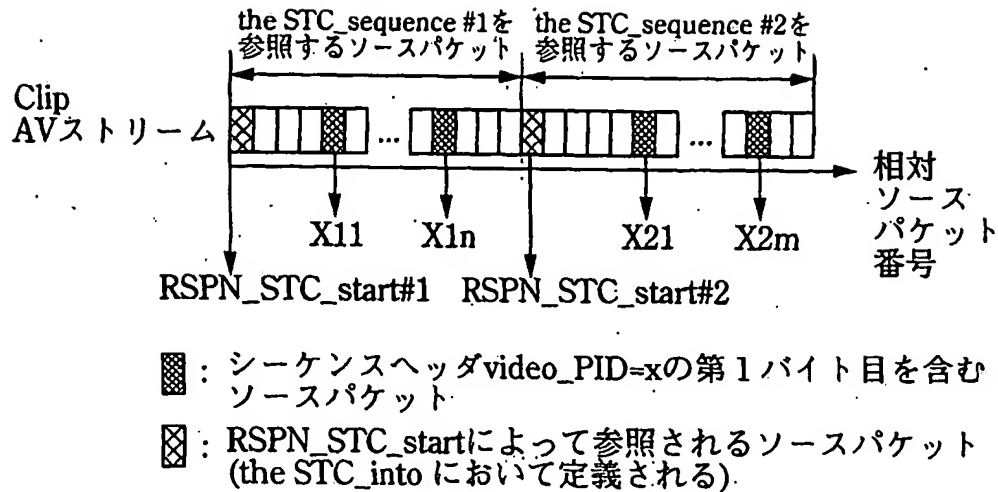 the STC_sequence #1を
参照するソースパケット
the STC_sequence #2を
参照するソースパケット
Clip
AVストリーム
...
...
相対
ソース
パケット
番号
X11
X1n
X21
X2m
RSPN_STC_start#1
RSPN_STC_start#2
: シーケンスヘッダvideo_PID=xの第1バイト目を含む
ソースパケット
: RSPN_STC_startによって参照されるソースパケット
(the STC_into において定義される)